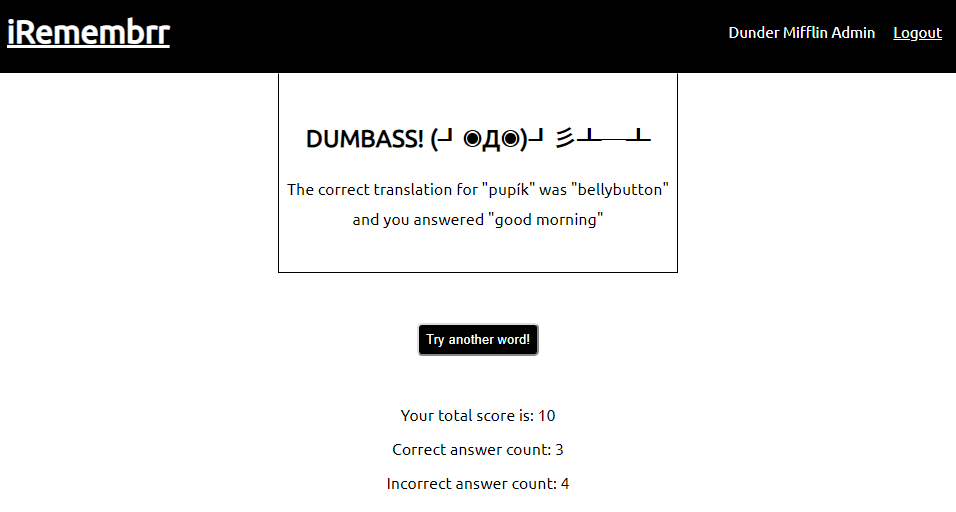 iRemembrr
Dunder Mifflin Admin Logout
DUMBASS! (┛◉Д◉)┛彡┻━┻
The correct translation for "pupík" was "bellybutton"
and you answered "good morning"
Try another word!
Your total score is: 10
Correct answer count: 3
Incorrect answer count: 4